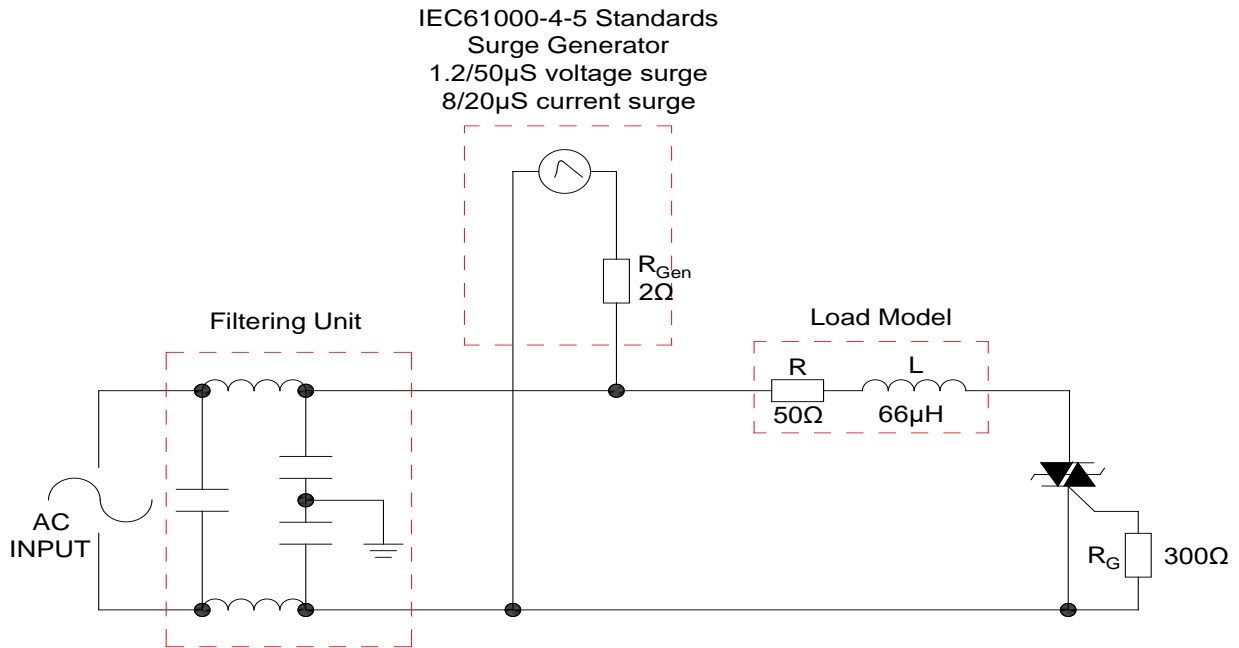 IEC61000-4-5 Standards
Surge Generator
1.2/50μS voltage surge
8/20μS current surge
RGen
2Ω
Filtering Unit
Load Model
R
L
50Ω
66μH
AC
INPUT
RG
300Ω